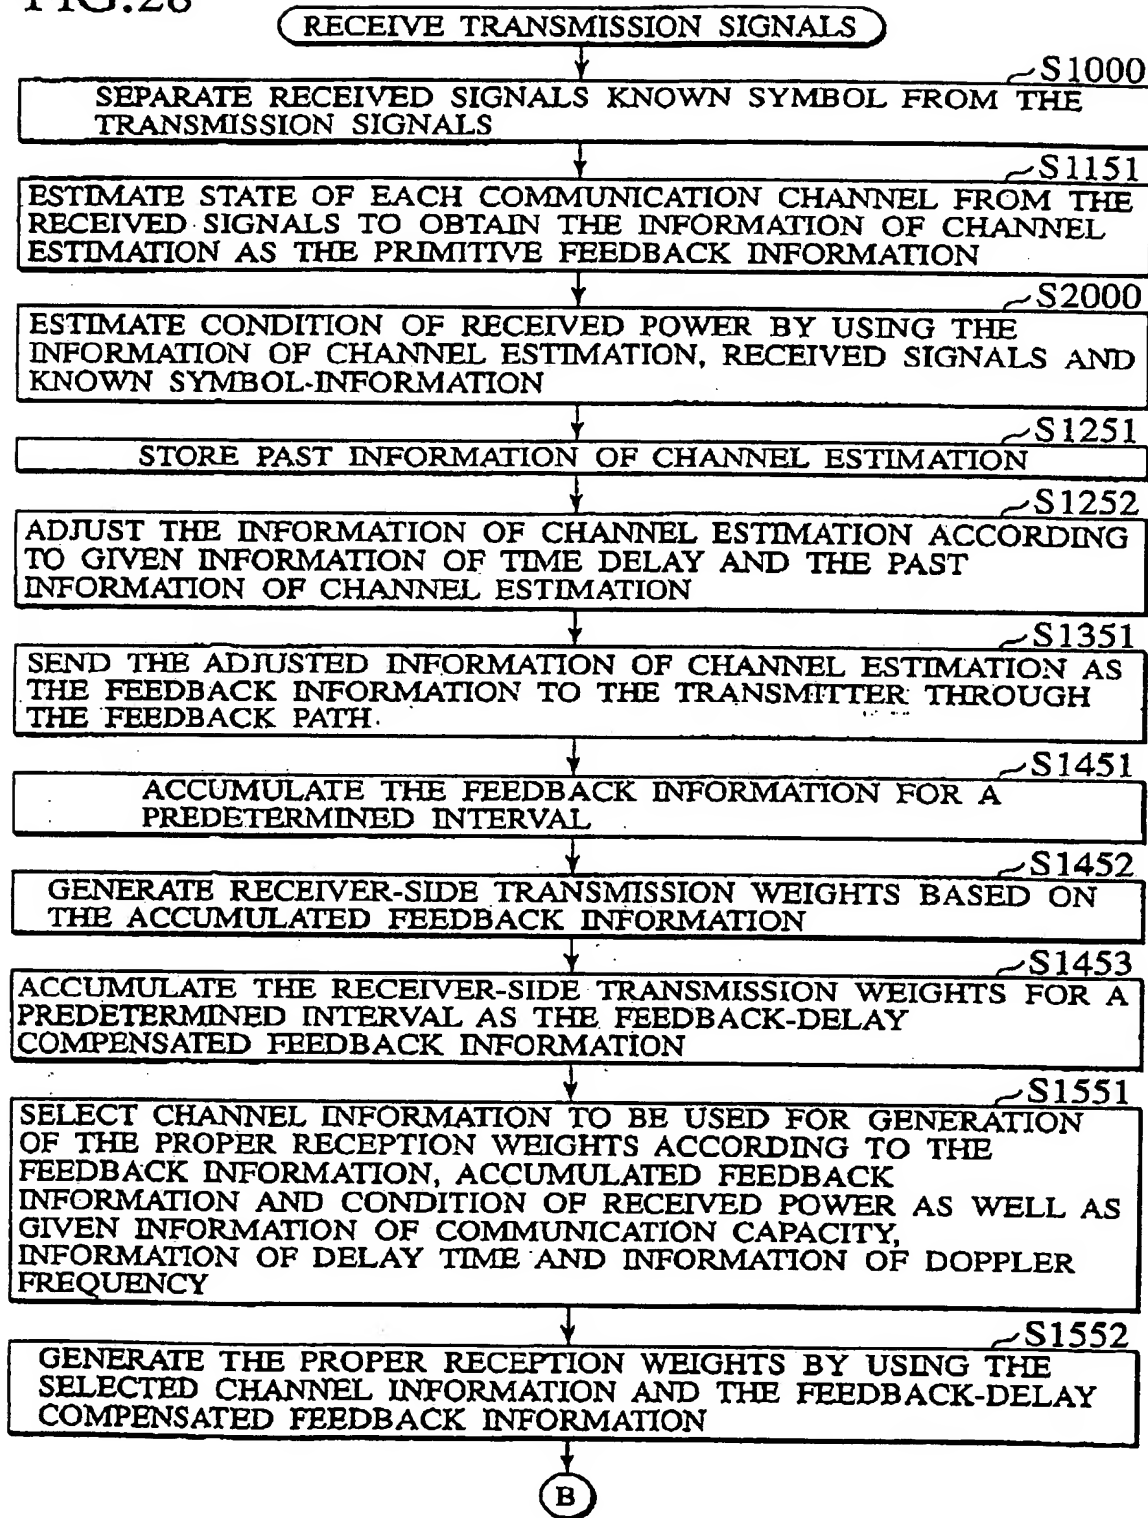 FIG.28
RECEIVE TRANSMISSION SIGNALS
S1000
SEPARATE RECEIVED SIGNALS KNOWN SYMBOL FROM THE
TRANSMISSION SIGNALS
S1151
ESTIMATE STATE OF EACH COMMUNICATION CHANNEL FROM THE
RECEIVED SIGNALS TO OBTAIN THE INFORMATION OF CHANNEL
ESTIMATION AS THE PRIMITIVE FEEDBACK INFORMATION
S2000
ESTIMATE CONDITION OF RECEIVED POWER BY USING THE
INFORMATION OF CHANNEL ESTIMATION, RECEIVED SIGNALS AND
KNOWN SYMBOL-INFORMATION
S1251
STORE PAST INFORMATION OF CHANNEL ESTIMATION
S1252
ADJUST THE INFORMATION OF CHANNEL ESTIMATION ACCORDING
TO GIVEN INFORMATION OF TIME DELAY AND THE PAST
INFORMATION OF CHANNEL ESTIMATION
S1351
SEND THE ADJUSTED INFORMATION OF CHANNEL ESTIMATION AS
THE FEEDBACK INFORMATION TO THE TRANSMITTER THROUGH
THE FEEDBACK PATH
S1451
ACCUMULATE THE FEEDBACK INFORMATION FOR A
PREDETERMINED INTERVAL
S1452
GENERATE RECEIVER-SIDE TRANSMISSION WEIGHTS BASED ON
THE ACCUMULATED FEEDBACK INFORMATION
S1453
ACCUMULATE THE RECEIVER-SIDE TRANSMISSION WEIGHTS FOR A
PREDETERMINED INTERVAL AS THE FEEDBACK-DELAY
COMPENSATED FEEDBACK INFORMATION
S1551
SELECT CHANNEL INFORMATION TO BE USED FOR GENERATION
OF THE PROPER RECEPTION WEIGHTS ACCORDING TO THE
FEEDBACK INFORMATION, ACCUMULATED FEEDBACK
INFORMATION AND CONDITION OF RECEIVED POWER AS WELL AS
GIVEN INFORMATION OF COMMUNICATION CAPACITY,
INFORMATION OF DELAY TIME AND INFORMATION OF DOPPLER
FREQUENCY
S1552
GENERATE THE PROPER RECEPTION WEIGHTS BY USING THE
SELECTED CHANNEL INFORMATION AND THE FEEDBACK-DELAY
COMPENSATED FEEDBACK INFORMATION
B